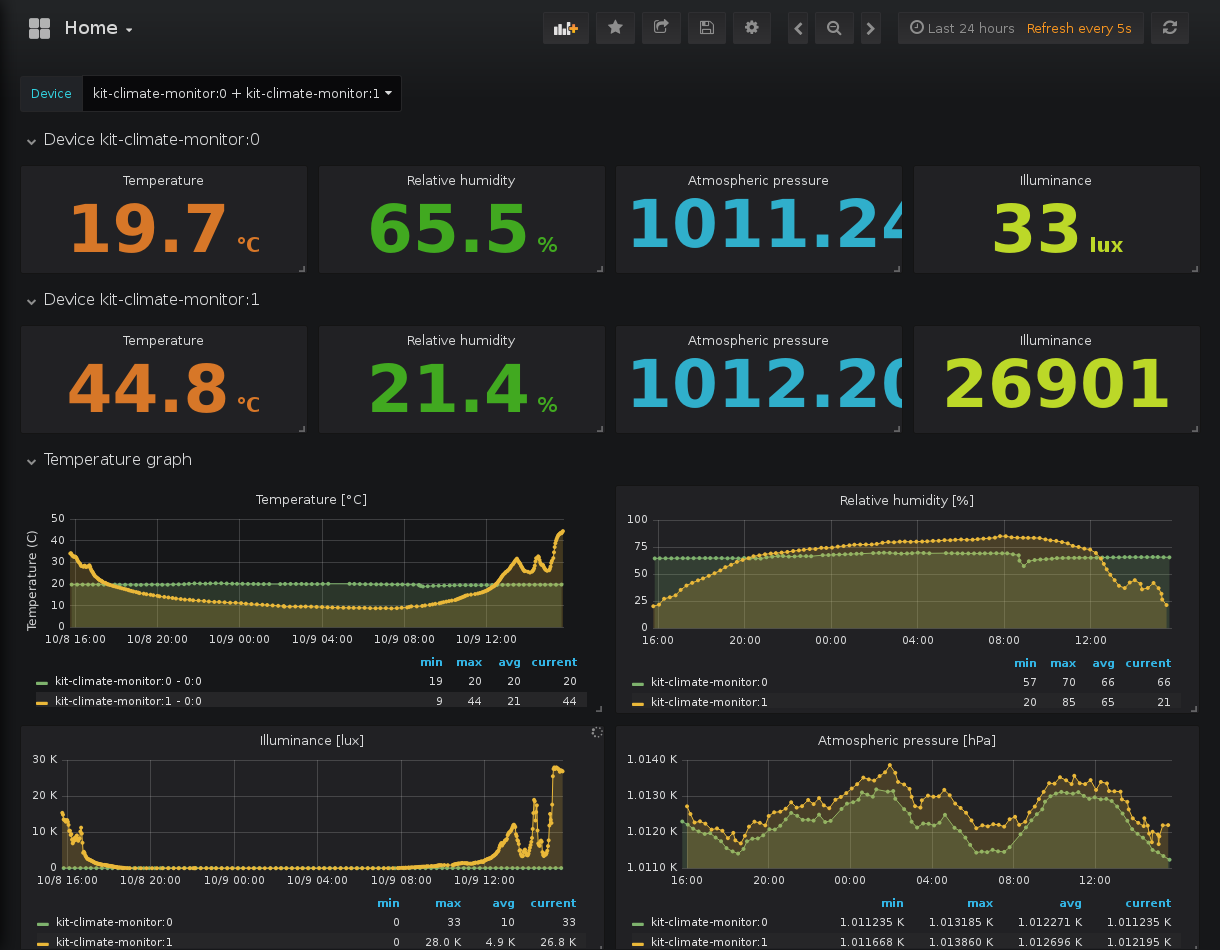 Home
Last 24 hours Refresh every 5s
Device kit-climate-monitor:0 + kit-climate-monitor:1
Device kit-climate-monitor:0
Temperature Relative humidity Atmospheric pressure Illuminance
19.7 °C 65.5 % 1011.24 33 lux
Device kit-climate-monitor:1
Temperature Relative humidity Atmospheric pressure Illuminance
44.8 °C 21.4 % 1012.20 26901
Temperature graph
Temperature [°C]
Temperature (C)
50
40
30
20
10
0
10/8 16:00 10/8 20:00 10/9 00:00 10/9 04:00 10/9 08:00 10/9 12:00
min max avg current
kit-climate-monitor:0 - 0:0 19 20 20 20
kit-climate-monitor:1 - 0:0 9 44 21 44
Relative humidity [%]
100
75
50
25
0
16:00 20:00 00:00 04:00 08:00 12:00
min max avg current
kit-climate-monitor:0 57 70 66 66
kit-climate-monitor:1 20 85 65 21
Illuminance [lux]
30 K
20 K
10 K
0
10/8 16:00 10/8 20:00 10/9 00:00 10/9 04:00 10/9 08:00 10/9 12:00
min max avg current
kit-climate-monitor:0 0 33 10 33
kit-climate-monitor:1 0 28.0 K 4.9 K 26.8 K
Atmospheric pressure [hPa]
1.0140 K
1.0130 K
1.0120 K
1.0110 K
16:00 20:00 00:00 04:00 08:00 12:00
min max avg current
kit-climate-monitor:0 1.011235 K 1.013185 K 1.012271 K 1.011235 K
kit-climate-monitor:1 1.011668 K 1.013860 K 1.012696 K 1.012195 K